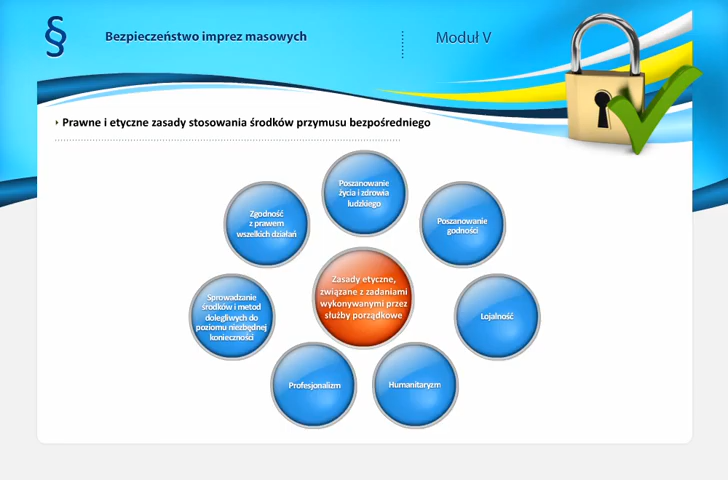 §
Bezpieczeństwo imprez masowych
Moduł V
Prawne i etyczne zasady stosowania środków przymusu bezpośredniego
Poszanowanie
życia i zdrowia
ludzkiego
Zgodność
z prawem
wszelkich działań
Poszanowanie
godności
Zasady etyczne,
związane z zadaniami
wykonywanymi przez
służby porządkowe
Sprowadzanie
środków i metod
dolegliwych do
poziomu niezbędnej
konieczności
Lojalność
Profesjonalizm
Humanitaryzm